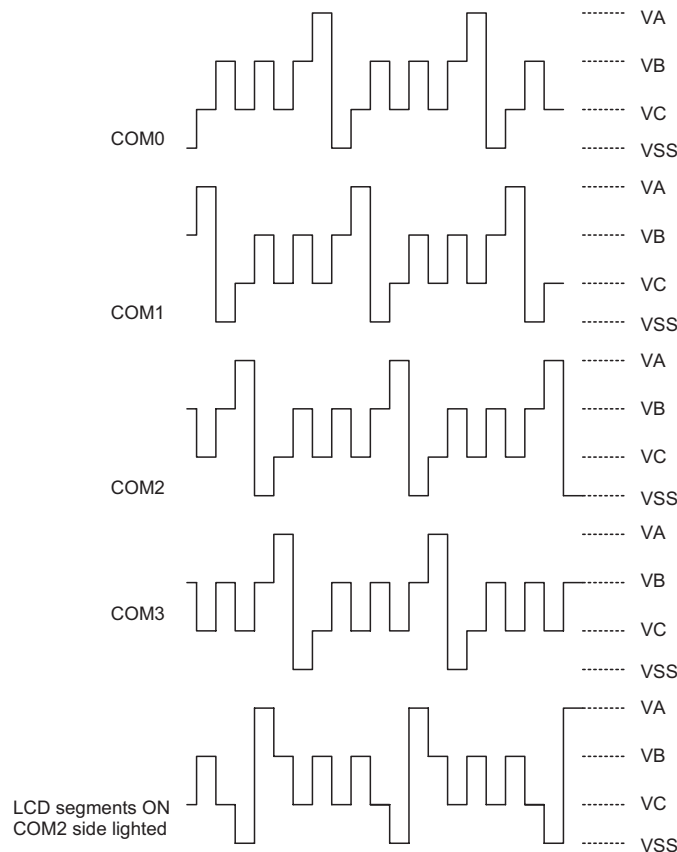 VA
VB
VC
COM0
VSS
VA
VB
VC
COM1
VSS
VA
VB
VC
COM2
VSS
VA
VB
COM3
VC
VSS
VA
VB
LCD segments ON
VC
COM2 side lighted
VSS